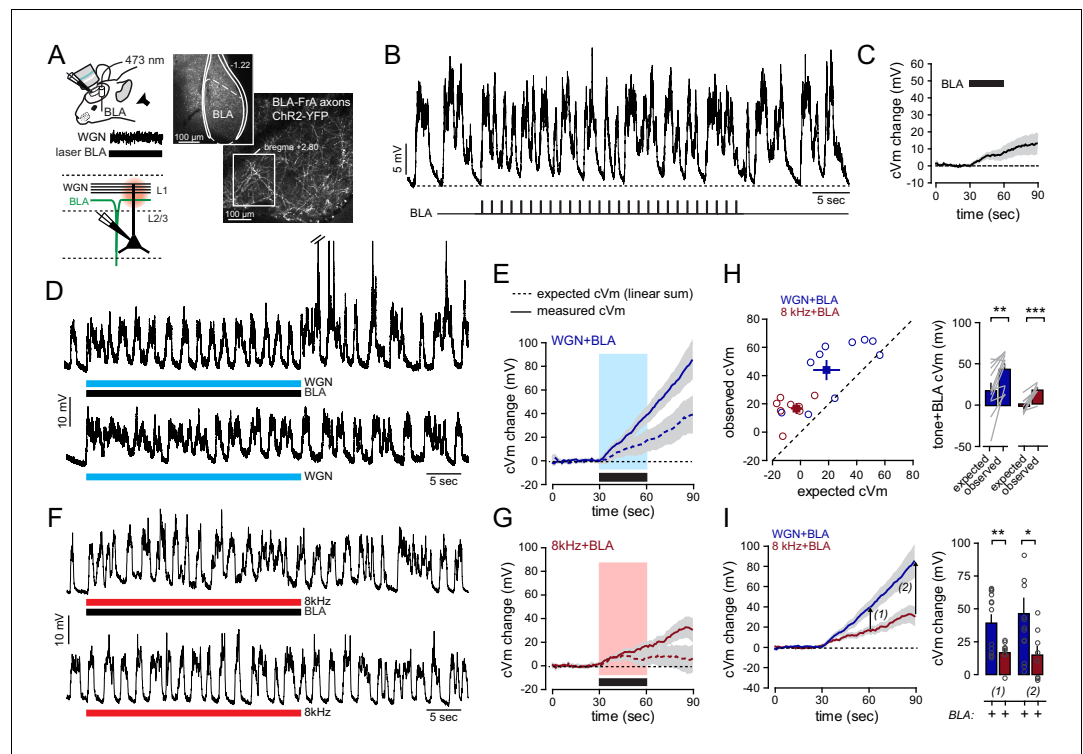 A
473 nm
BLA
WGN
laser BLA
WGN
BLA
L1
L2/3
-1.22
BLA
100 µm
BLA-FrA axons
ChR2-YFP
bregma +2.80
100 µm
B
5 mV
5 sec
BLA
C
60
50
40
30
20
10
0
-10
cVm change (mV)
BLA
0 30 60 90
time (sec)
D
10 mV
WGN
BLA
WGN
5 sec
E
expected cVm (linear sum)
measured cVm
WGN+BLA
100
80
60
40
20
0
-20
cVm change (mV)
0 30 60 90
time (sec)
F
10 mV
8kHz
BLA
8kHz
5 sec
G
8kHz+BLA
100
80
60
40
20
0
-20
cVm change (mV)
0 30 60 90
time (sec)
H
WGN+BLA
8 kHz+BLA
80
60
40
20
0
-20
observed cVm
-20 0 20 40 60 80
expected cVm
** ***
100
50
0
-50
tone+BLA cVm (mv)
expected
observed
expected
observed
I
WGN+BLA
8 kHz+BLA
100
80
60
40
20
0
-20
-40
cVm change (mV)
(1)
(2)
0 30 60 90
time (sec)
** *
100
75
50
25
0
-25
cVm change (mV)
(1) (2)
BLA: + + + +